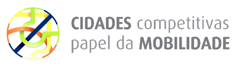 CIDADES competitivas
papel da MOBILIDADE